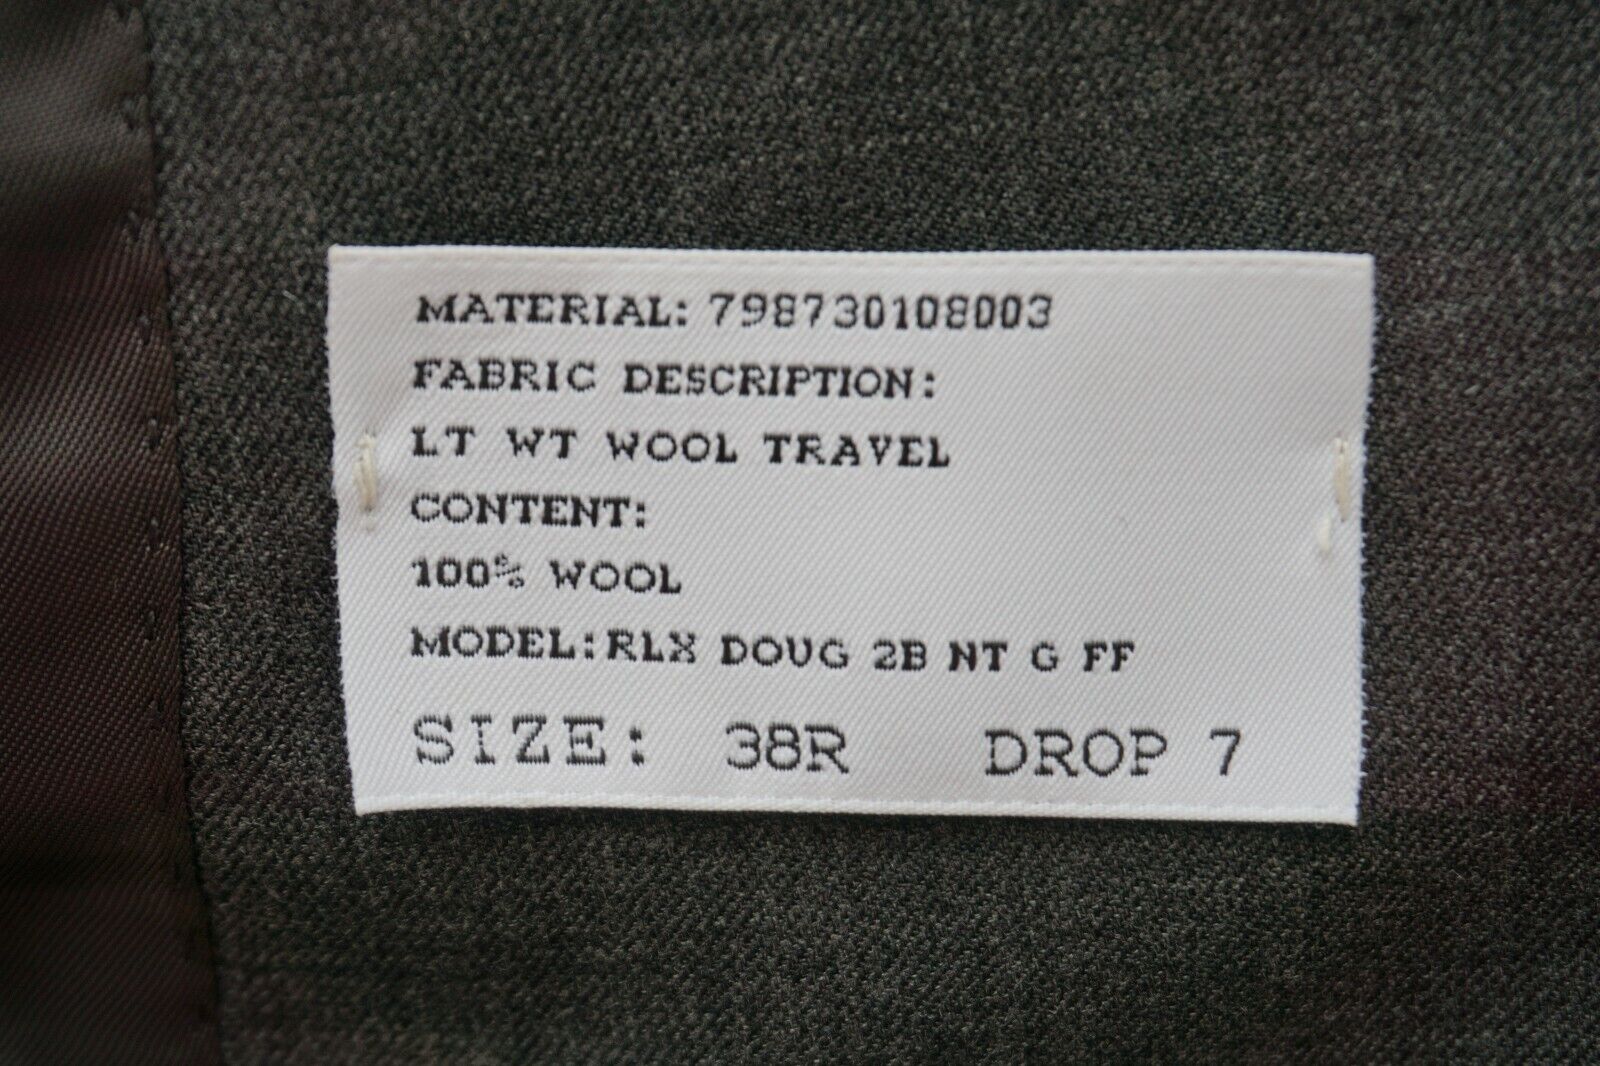 MATERIAL: 798730108003
FABRIC DESCRIPTION:
LT WT WOOL TRAVEL
CONTENT:
100% WOOL
MODEL:RLX DOUG 2B NT G FF
SIZE: 38R DROP 7